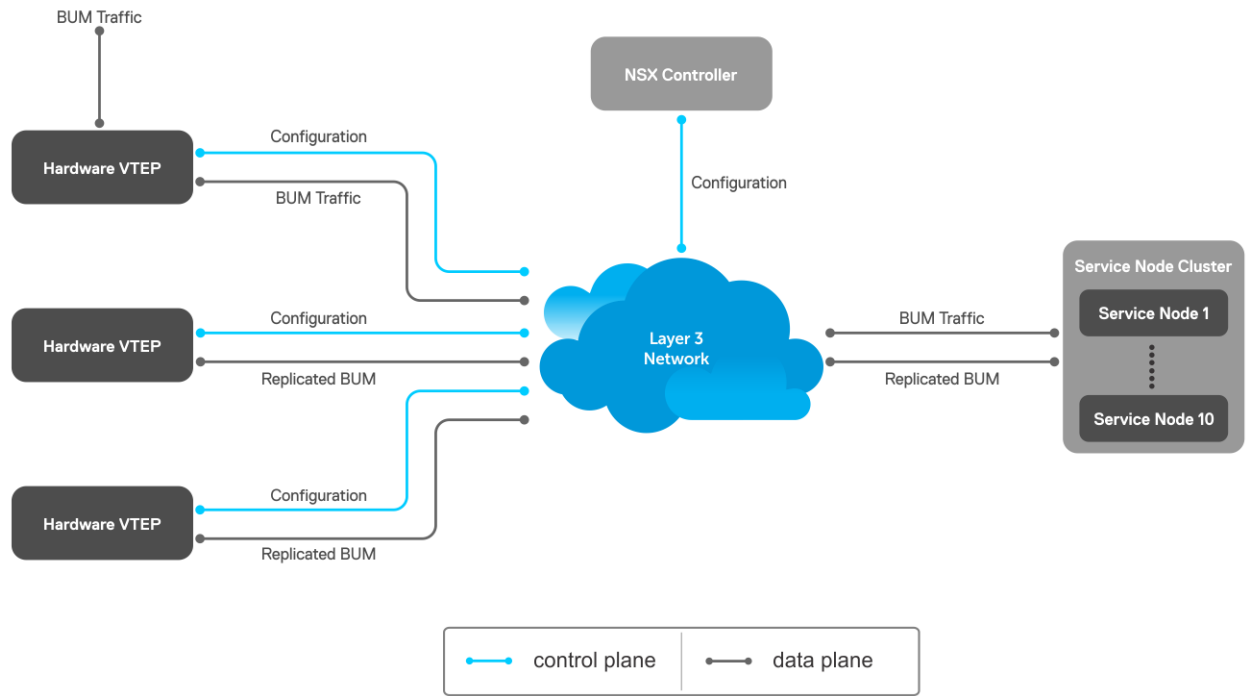 BUM Traffic
NSX Controller
Hardware VTEP
Configuration
BUM Traffic
Configuration
Hardware VTEP
Configuration
Replicated BUM
Layer 3
Network
BUM Traffic
Replicated BUM
Service Node Cluster
Service Node 1
Service Node 10
Hardware VTEP
Configuration
Replicated BUM
control plane
data plane